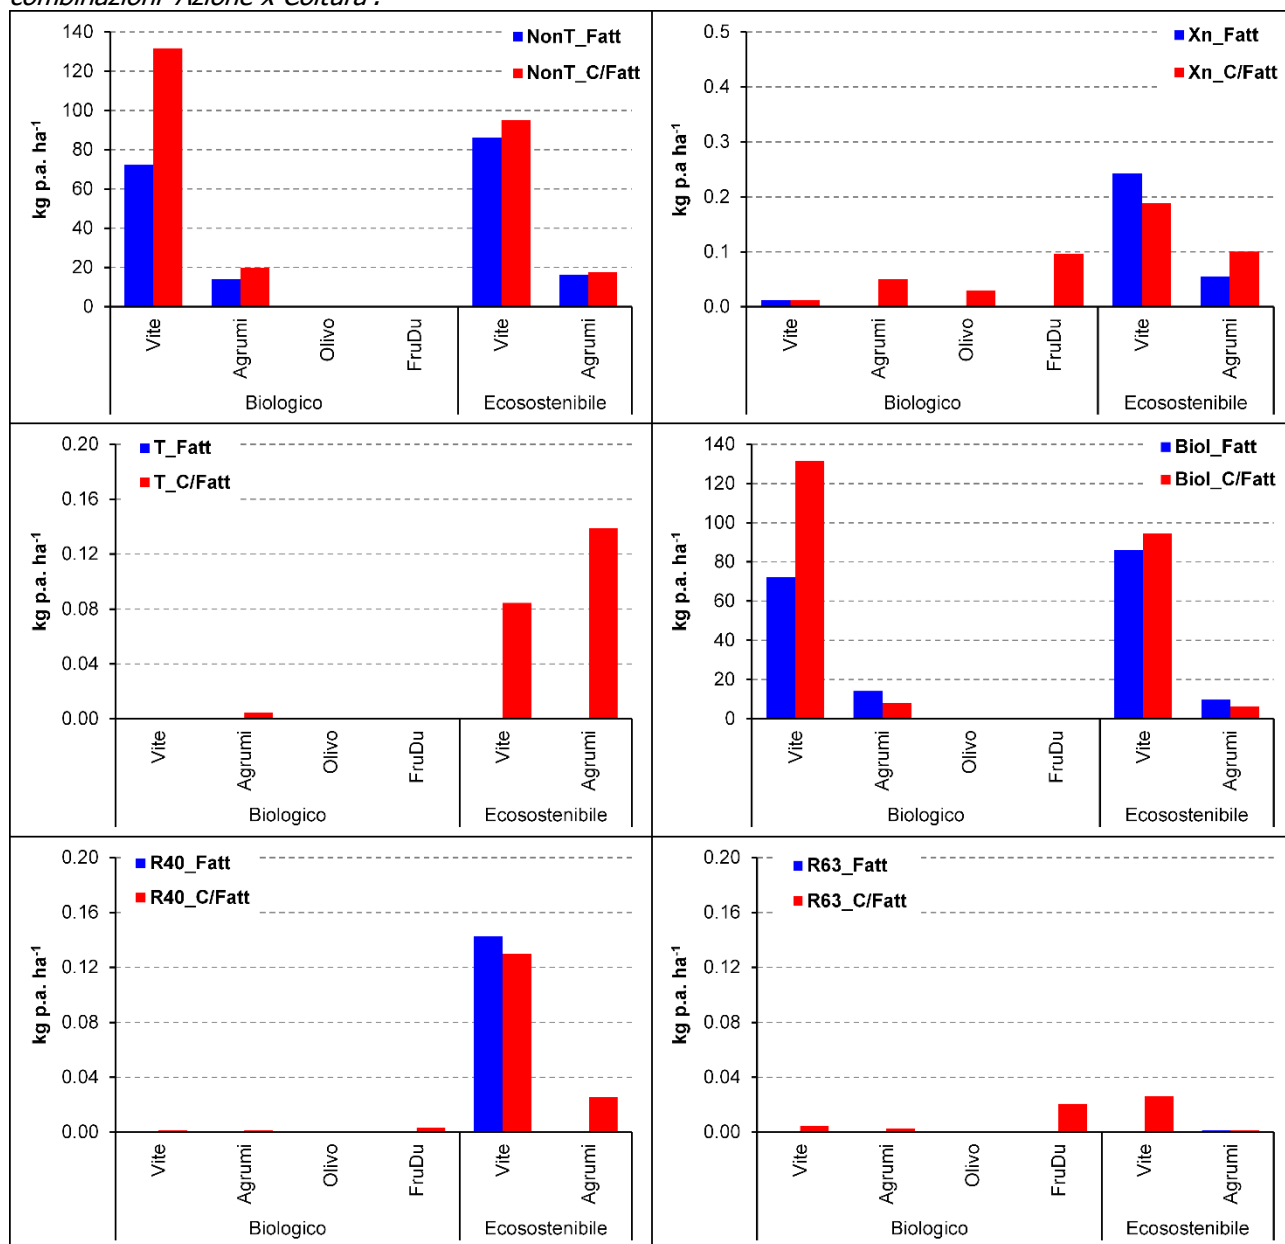 combinazioni "Azione x Coltura".
140
120
100
80
60
40
20
0
kg p.a. ha⁻¹
NonT_Fatt
NonT_C/Fatt
Vite
Agrumi
Olivo
FruDu
Vite
Agrumi
Biologico
Ecosostenibile
0.5
0.4
0.3
0.2
0.1
0.0
kg p.a ha⁻¹
Xn_Fatt
Xn_C/Fatt
Vite
Agrumi
Olivo
FruDu
Vite
Agrumi
Biologico
Ecosostenibile
0.20
0.16
0.12
0.08
0.04
0.00
kg p.a. ha⁻¹
T_Fatt
T_C/Fatt
Vite
Agrumi
Olivo
FruDu
Vite
Agrumi
Biologico
Ecosostenibile
140
120
100
80
60
40
20
0
kg p.a. ha⁻¹
Biol_Fatt
Biol_C/Fatt
Vite
Agrumi
Olivo
FruDu
Vite
Agrumi
Biologico
Ecosostenibile
0.20
0.16
0.12
0.08
0.04
0.00
kg p.a. ha⁻¹
R40_Fatt
R40_C/Fatt
Vite
Agrumi
Olivo
FruDu
Vite
Agrumi
Biologico
Ecosostenibile
0.20
0.16
0.12
0.08
0.04
0.00
kg p.a. ha⁻¹
R63_Fatt
R63_C/Fatt
Vite
Agrumi
Olivo
FruDu
Vite
Agrumi
Biologico
Ecosostenibile